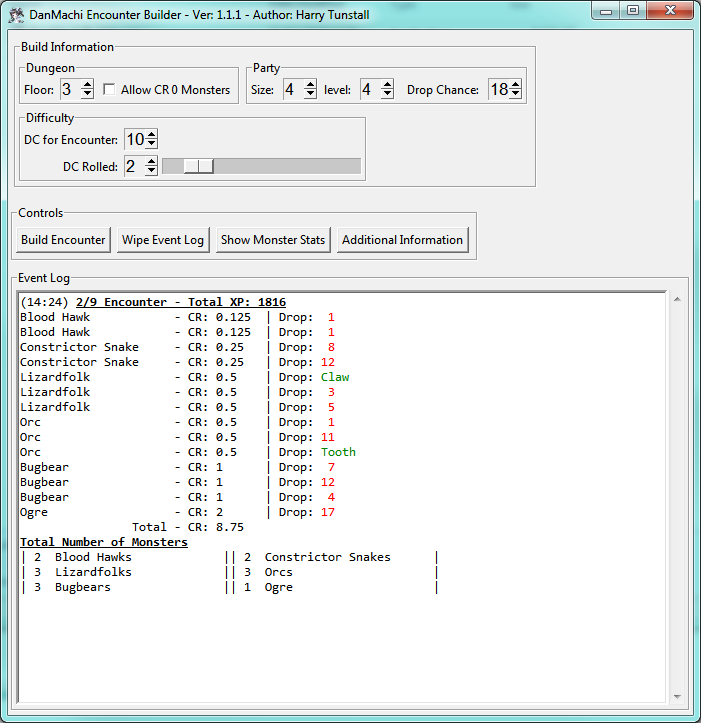 DanMachi Encounter Builder - Ver: 1.1.1 - Author: Harry Tunstall
Build Information
Dungeon
Floor: 3 Allow CR 0 Monsters
Party
Size: 4 level: 4 Drop Chance: 18
Difficulty
DC for Encounter: 10
DC Rolled: 2
Controls
Build Encounter Wipe Event Log Show Monster Stats Additional Information
Event Log
(14:24) 2/9 Encounter - Total XP: 1816
Blood Hawk - CR: 0.125 | Drop: 1
Blood Hawk - CR: 0.125 | Drop: 1
Constrictor Snake - CR: 0.25 | Drop: 8
Constrictor Snake - CR: 0.25 | Drop: 12
Lizardfolk - CR: 0.5 | Drop: Claw
Lizardfolk - CR: 0.5 | Drop: 3
Lizardfolk - CR: 0.5 | Drop: 5
Orc - CR: 0.5 | Drop: 1
Orc - CR: 0.5 | Drop: 11
Orc - CR: 0.5 | Drop: Tooth
Bugbear - CR: 1 | Drop: 7
Bugbear - CR: 1 | Drop: 12
Bugbear - CR: 1 | Drop: 4
Ogre - CR: 2 | Drop: 17
Total - CR: 8.75
Total Number of Monsters
| 2 Blood Hawks || 2 Constrictor Snakes |
| 3 Lizardfolks || 3 Orcs |
| 3 Bugbears || 1 Ogre |